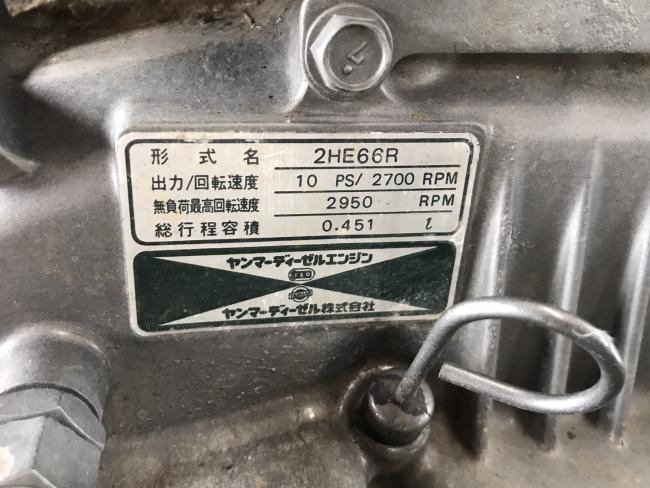 形式名 2HE66R
出力/回転速度 10 PS/ 2700 RPM
無負荷最高回転速度 2950 RPM
総行程容積 0.451 ℓ
ヤンマーディーゼルエンジン
ヤンマーディーゼル株式会社